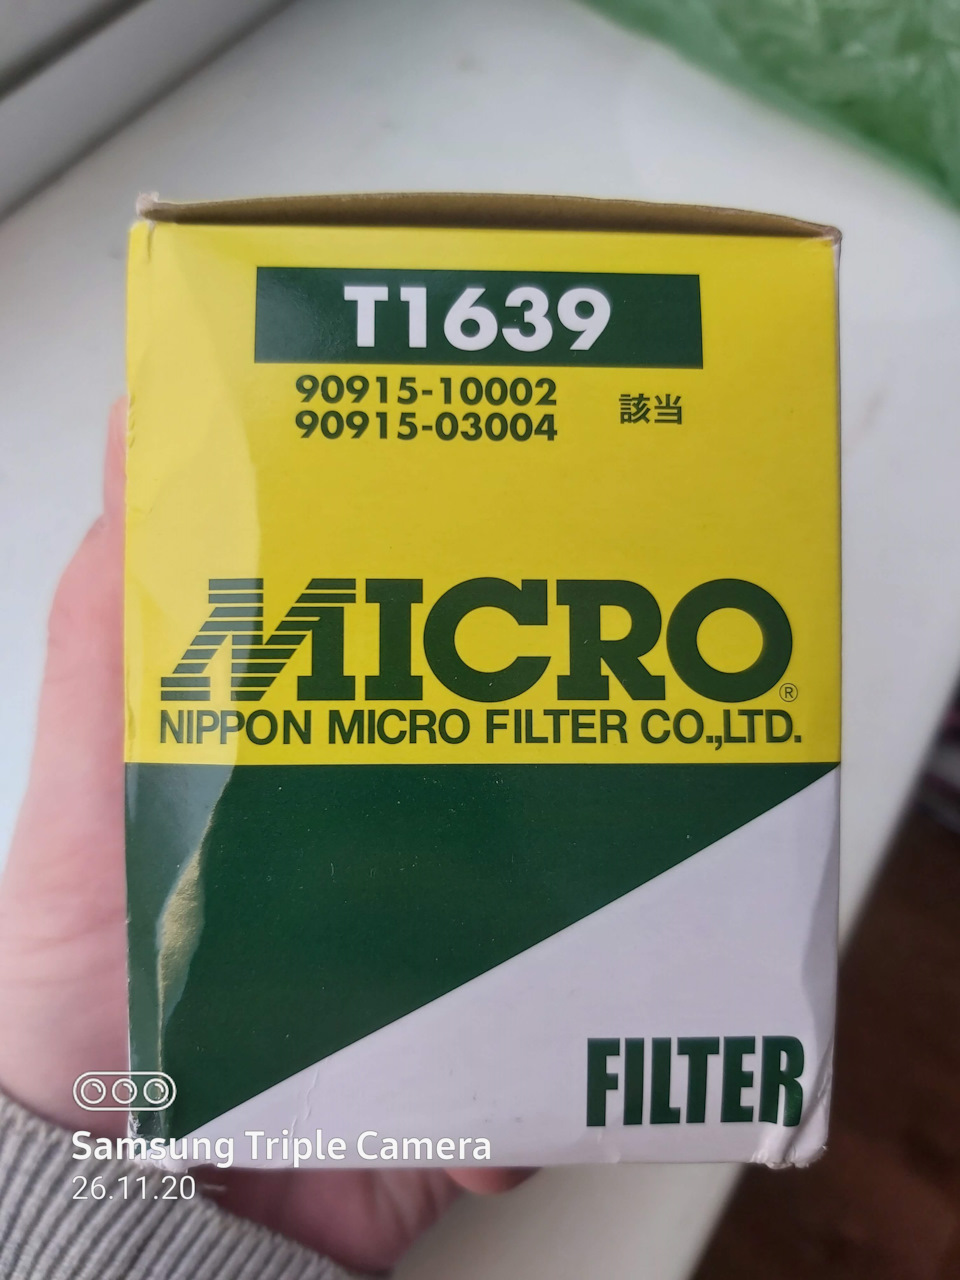 T1639
90915-10002
90915-03004
該当
MICRO®
NIPPON MICRO FILTER CO.,LTD.
FILTER
Samsung Triple Camera
26.11.20